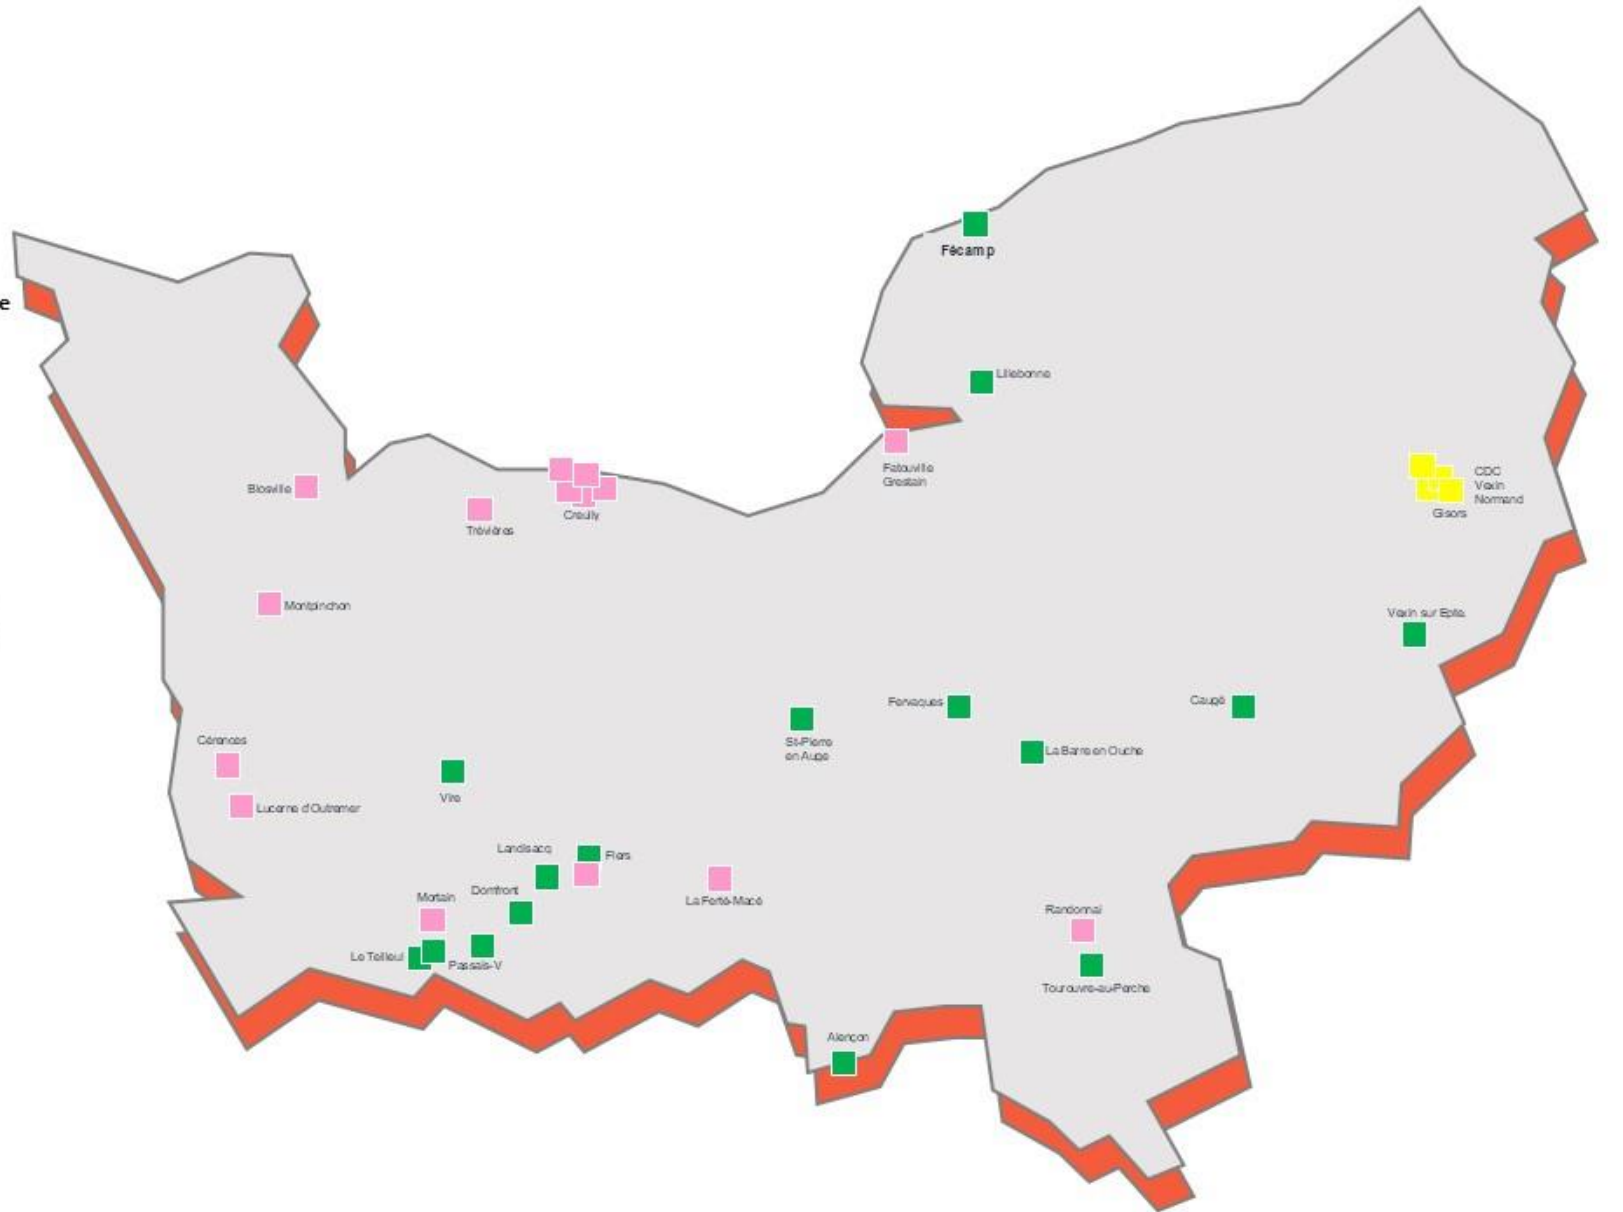 Fécamp
e
Lillebonne
Fatouville
Grestain
CDC
Vexin
Normand
Gisors
Blosville
Creully
Trévières
Montpinchon
Vexin sur Epte
Fervaques
Caugé
St-Pierre
en Auge
Cérences
La Barre en Ouche
Vire
Lucerne d'Outremer
Landisacq
Flers
Domfront
Mortain
La Ferté-Macé
Randonnai
Le Teilleul
Passais-V
Tourouvre-au-Perche
Alençon